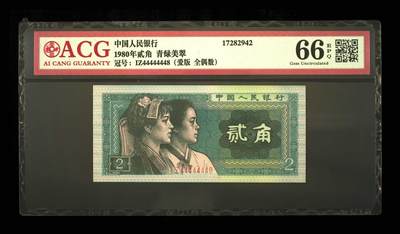 ACG
AI CANG GUARANTY
中国人民银行
1980年贰角 青绿美翠
冠号：IZ44444448（爱版 全偶数）
17282942
66 EPQ
Gem Uncirculated
中国人民银行
贰角
2
2